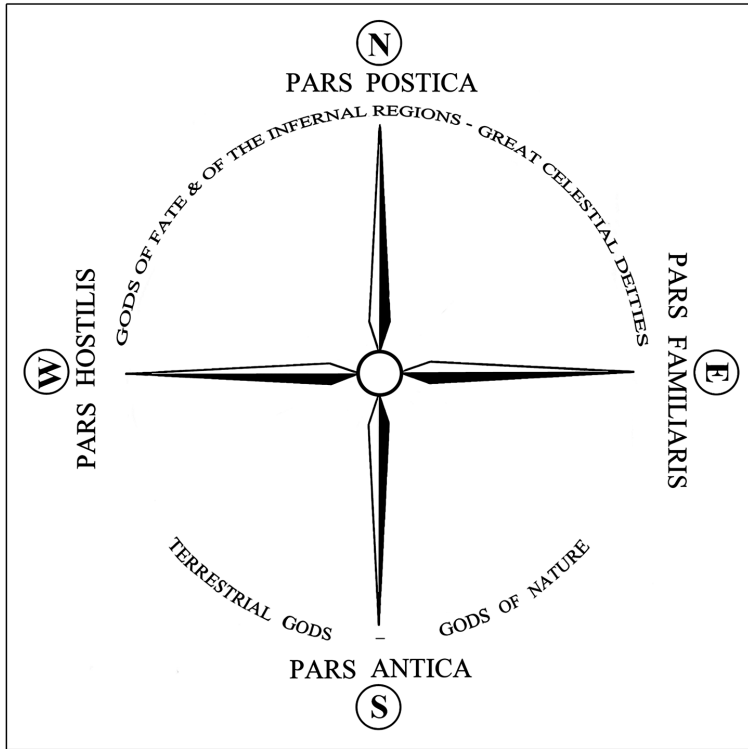 N
PARS POSTICA
GODS OF FATE & OF THE INFERNAL REGIONS - GREAT CELESTIAL DEITIES
W
PARS HOSTILIS
PARS FAMILIARIS
E
TERRESTRIAL GODS - GODS OF NATURE
PARS ANTICA
S